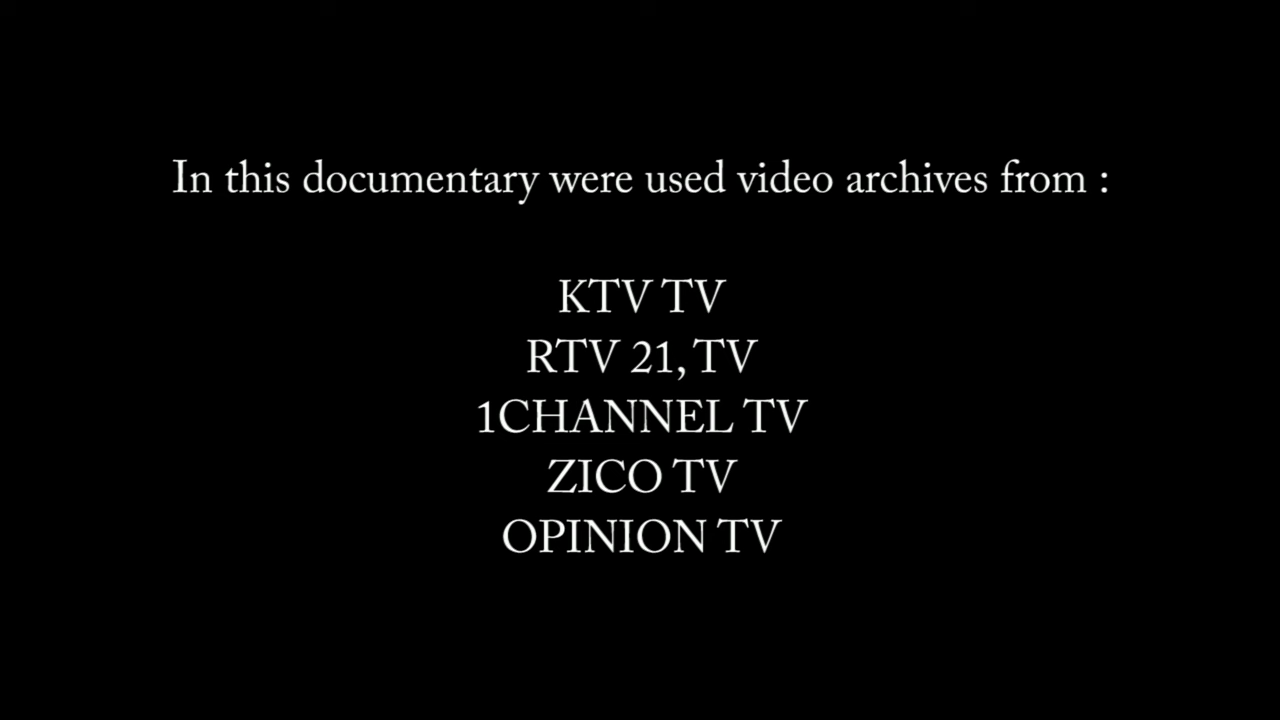 In this documentary were used video archives from :
KTV TV
RTV 21, TV
1CHANNEL TV
ZICO TV
OPINION TV